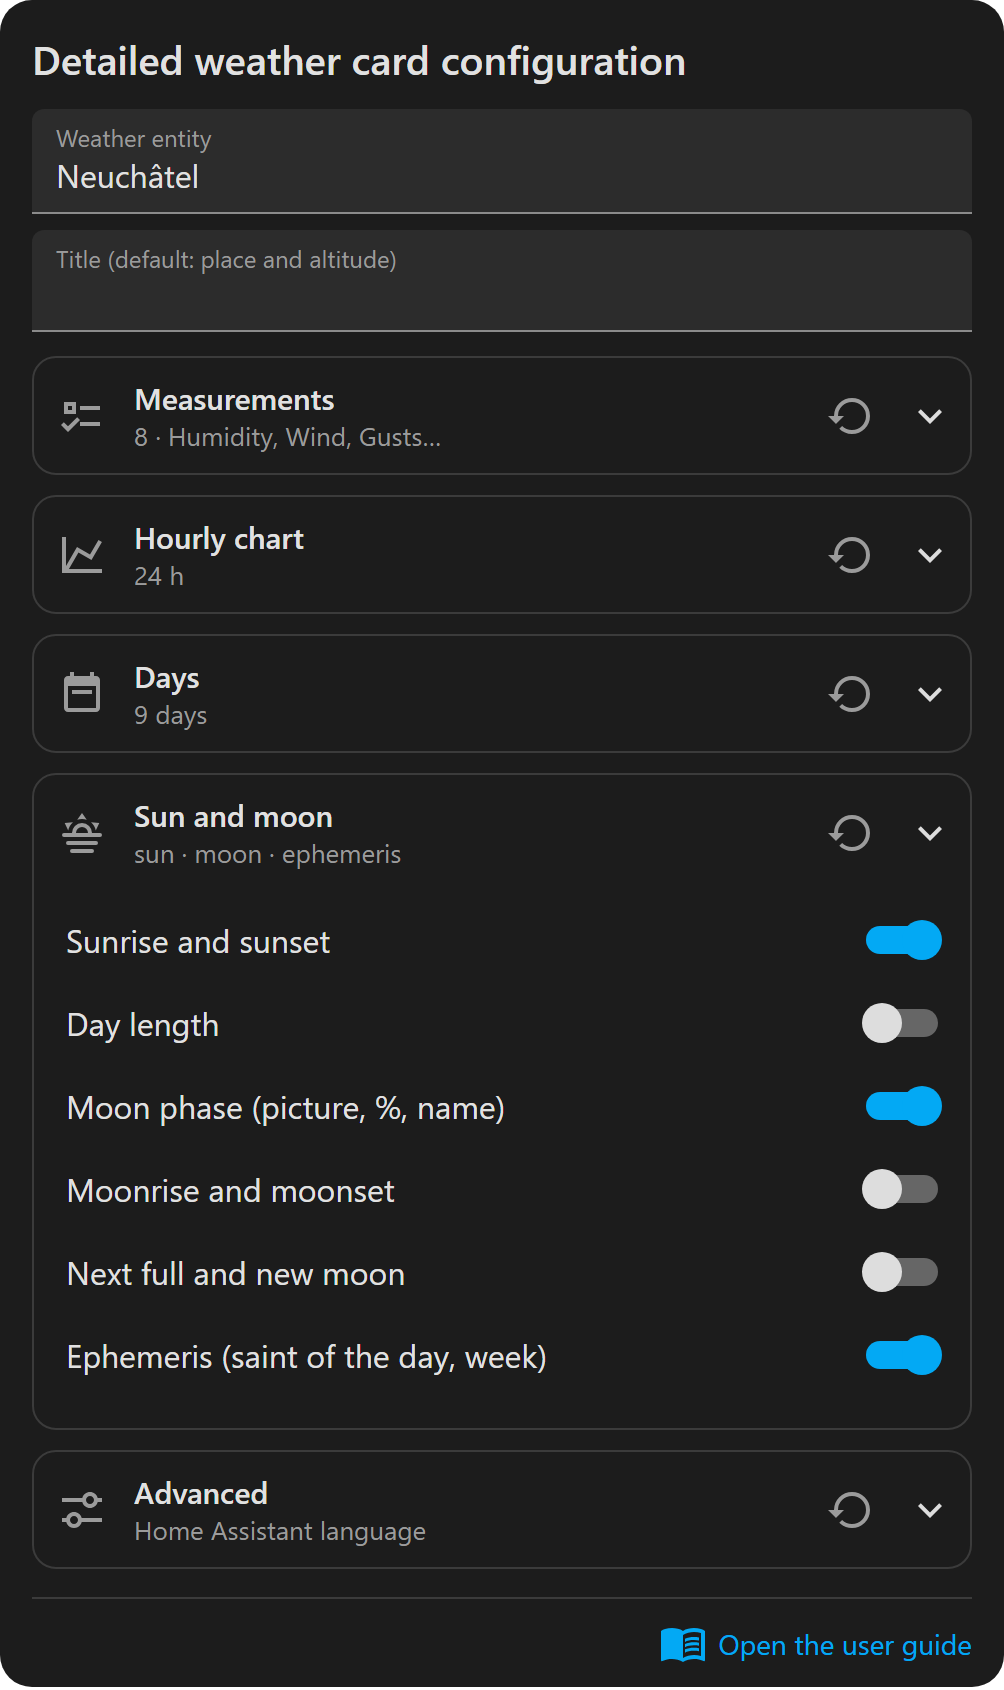 Detailed weather card configuration
Weather entity
Neuchâtel
Title (default: place and altitude)
Measurements
8 · Humidity, Wind, Gusts...
Hourly chart
24 h
Days
9 days
Sun and moon
sun · moon · ephemeris
Sunrise and sunset
Day length
Moon phase (picture, %, name)
Moonrise and moonset
Next full and new moon
Ephemeris (saint of the day, week)
Advanced
Home Assistant language
Open the user guide